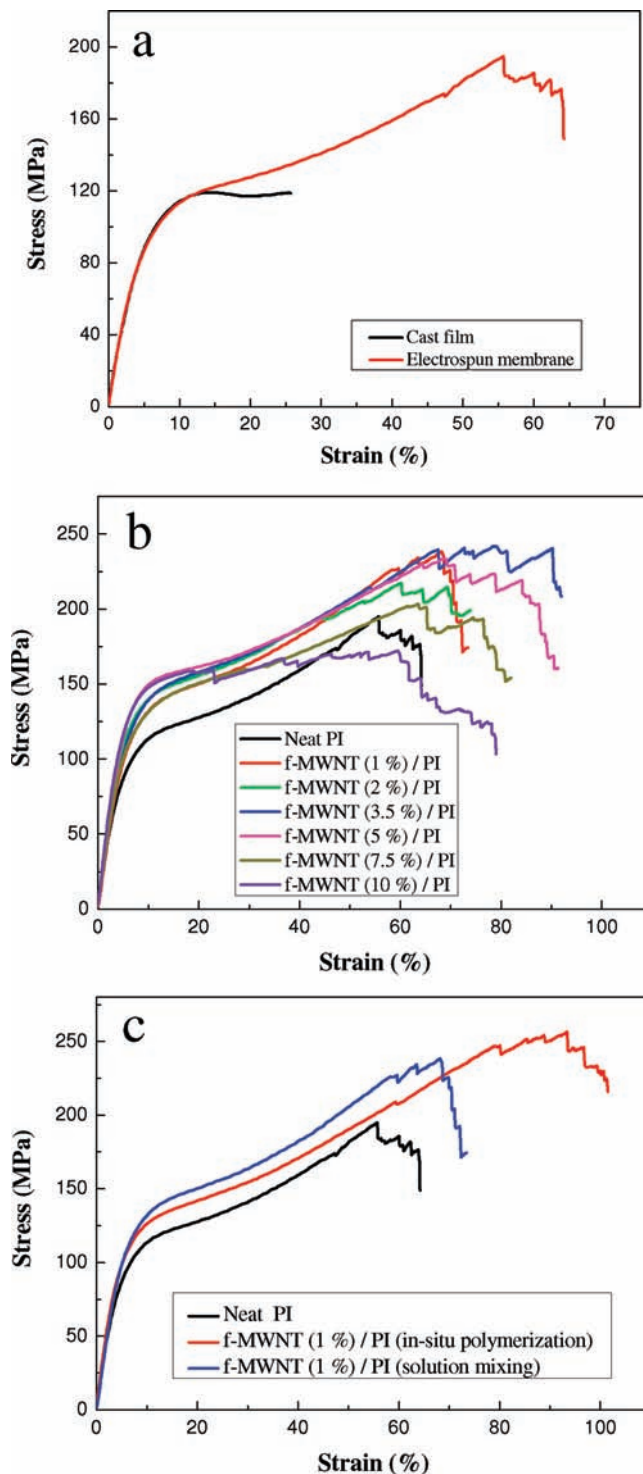 a
200
160
120
80
40
0
Stress (MPa)
Cast film
Electrospun membrane
0 10 20 30 40 50 60 70
Strain (%)
b
250
200
150
100
50
0
Stress (MPa)
Neat PI
f-MWNT (1 %) / PI
f-MWNT (2 %) / PI
f-MWNT (3.5 %) / PI
f-MWNT (5 %) / PI
f-MWNT (7.5 %) / PI
f-MWNT (10 %) / PI
0 20 40 60 80 100
Strain (%)
c
250
200
150
100
50
0
Stress (MPa)
Neat PI
f-MWNT (1 %) / PI (in-situ polymerization)
f-MWNT (1 %) / PI (solution mixing)
0 20 40 60 80 100
Strain (%)